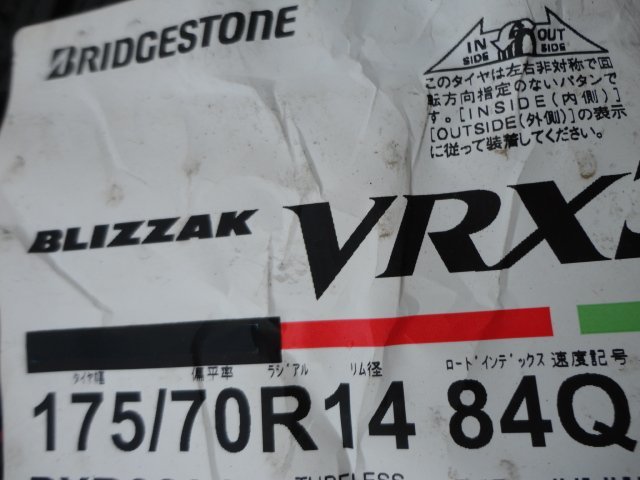 BRIDGESTONE
IN SIDE OUT SIDE
このタイヤは左右非対称で回
転方向指定のないパタンで
す。[INSIDE(内側)]
[OUTSIDE(外側)]の表示
に従って装着してください。
BLIZZAK VRX
タイヤ幅 偏平率 ラジアル リム径 ロードインデックス 速度記号
175/70R14 84Q
TUBELESS